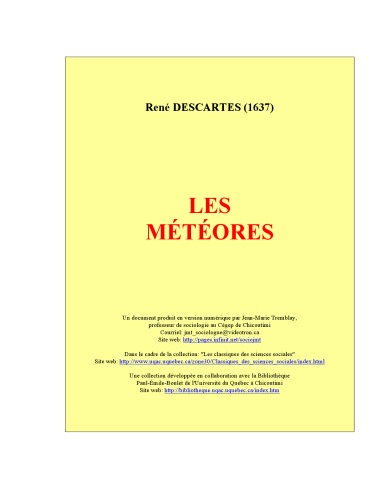 René DESCARTES (1637)
LES
MÉTÉORES
Un document produit en version numérique par Jean-Marie Tremblay,
professeur de sociologie au Cégep de Chicoutimi
Courriel: jmt_sociologue@videotron.ca
Site web: http://pages.infinit.net/sociojmt
Dans le cadre de la collection: "Les classiques des sciences sociales"
Site web: http://www.uqac.uquebec.ca/zone30/Classiques_des_sciences_sociales/index.html
Une collection développée en collaboration avec la Bibliothèque
Paul-Émile-Boulet de l'Université du Québec à Chicoutimi
Site web: http://bibliotheque.uqac.uquebec.ca/index.htm